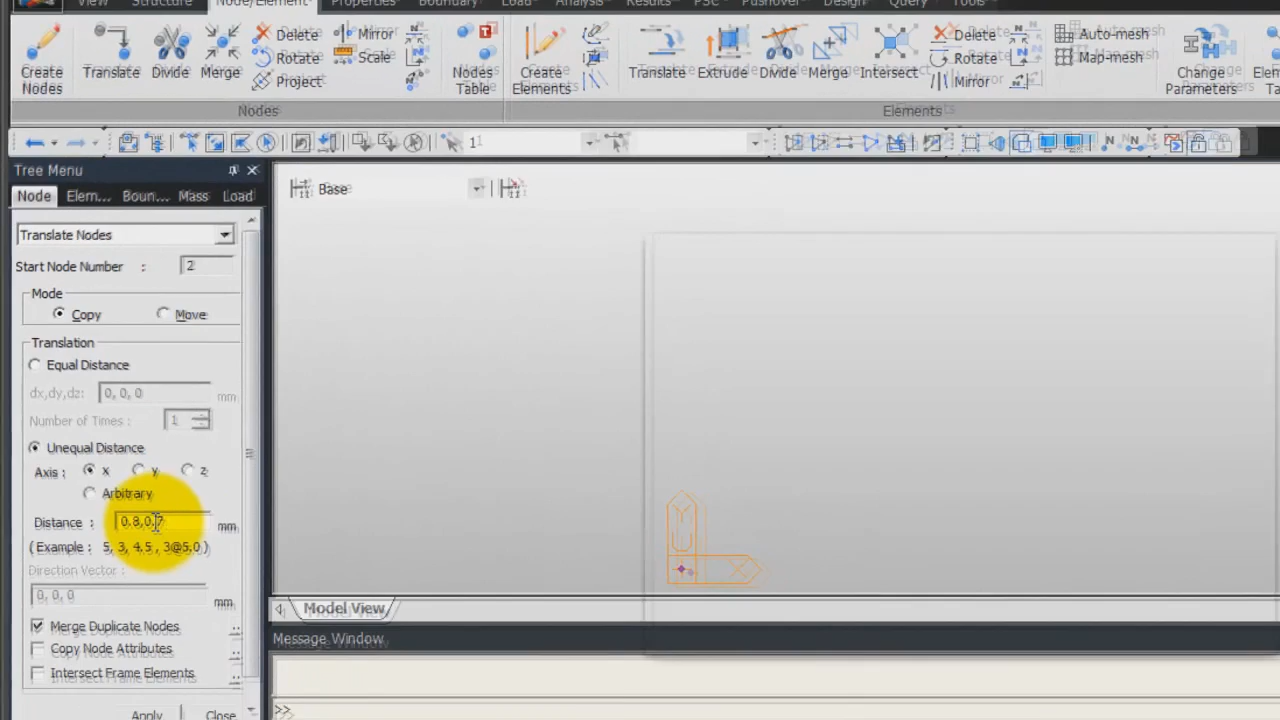 View Structure Node/Element Properties Boundary Load Analysis Results PSC Pushover Design Query Tools
Create Nodes
Translate
Divide
Merge
Delete
Rotate
Project
Mirror
Scale
Nodes Table
Create Elements
Translate
Extrude
Divide
Merge
Intersect
Delete
Rotate
Mirror
Auto-mesh
Map-mesh
Change Parameters
Nodes
Elements
Tree Menu
Node Elem... Boun... Mass Load
Base
Translate Nodes
Start Node Number : 2
Mode
Copy Move
Translation
Equal Distance
dx,dy,dz: 0, 0, 0 mm
Number of Times : 1
Unequal Distance
Axis : x y z
Arbitrary
Distance : 0.8,0.7 mm
( Example : 5, 3, 4.5 , 3@5.0 )
Direction Vector :
0, 0, 0 mm
Merge Duplicate Nodes
Copy Node Attributes
Intersect Frame Elements
Apply Close
Model View
Message Window
>>